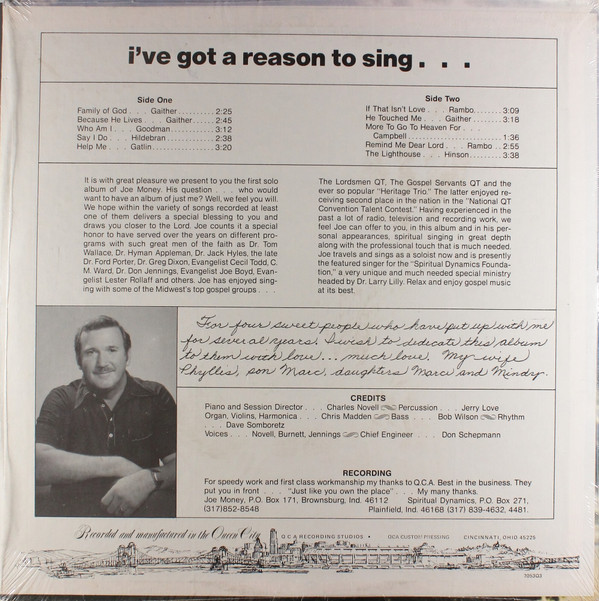 i've got a reason to sing . . .
Side One
Family of God . . . Gaither.......... 2:25
Because He Lives . . . Gaither...... 2:45
Who Am I . . . Goodman............ 3:12
Say I Do . . . Hildebran............. 2:38
Help Me . . . Gatlin................. 3:20
Side Two
If That Isn't Love . . . Rambo........ 3:09
He Touched Me . . . Gaither........ 3:18
More To Go To Heaven For . . .
Campbell......................... 1:36
Remind Me Dear Lord . . . Rambo .. 2:55
The Lighthouse . . . Hinson......... 3:38
It is with great pleasure we present to you the first solo
album of Joe Money. His question . . . who would
want to have an album of just me? Well, we feel you will.
We hope within the variety of songs recorded at least
one of them delivers a special blessing to you and
draws you closer to the Lord. Joe counts it a special
honor to have served over the years on different pro-
grams with such great men of the faith as Dr. Tom
Wallace, Dr. Hyman Appleman, Dr. Jack Hyles, the late
Dr. Ford Porter, Dr. Greg Dixon, Evangelist Cecil Todd, C.
M. Ward, Dr. Don Jennings, Evangelist Joe Boyd, Evan-
gelist Lester Rollaff and others. Joe has enjoyed sing-
ing with some of the Midwest's top gospel groups . . .
The Lordsmen QT, The Gospel Servants QT and the
ever so popular "Heritage Trio." The latter enjoyed re-
ceiving second place in the nation in the "National QT
Convention Talent Contest." Having experienced in the
past a lot of radio, television and recording work, we
feel Joe can offer to you, in this album and in his per-
sonal appearances, spiritual singing in great depth
along with the professional touch that is much needed.
Joe travels and sings as a soloist now and is presently
the featured singer for the "Spiritual Dynamics Founda-
tion," a very unique and much needed special ministry
headed by Dr. Larry Lilly. Relax and enjoy gospel music
at its best.
For four sweet people who have put up with me
for several years. I wish to dedicate this album
to them with love... much love. My wife
Phyllis, son Marc, daughters Marci and Mindy.
CREDITS
Piano and Session Director . . . Charles Novell Percussion . . . Jerry Love
Organ, Violins, Harmonica . . . Chris Madden Bass . . . Bob Wilson Rhythm
. . . Dave Somboretz
Voices . . . Novell, Burnett, Jennings Chief Engineer . . . Don Schepmann
RECORDING
For speedy work and first class workmanship my thanks to Q.C.A. Best in the business. They
put you in front . . . "Just like you own the place" . . . My many thanks.
Joe Money, P.O. Box 171, Brownsburg, Ind. 46112 Spiritual Dynamics, P.O. Box 271,
(317)852-8548 Plainfield, Ind. 46168 (317) 839-4632, 4481.
Recorded and manufactured in the Queen City
QCA RECORDING STUDIOS • QCA CUSTOM PRESSING CINCINNATI, OHIO 45225